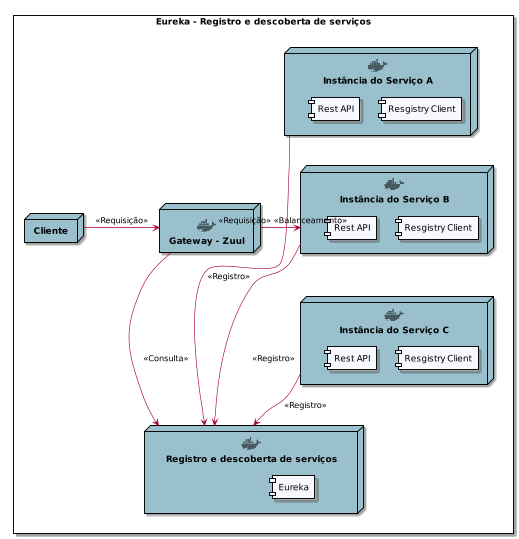 Eureka - Registro e descoberta de serviços
Instância do Serviço A
Rest API
Resgistry Client
Instância do Serviço B
Rest API
Resgistry Client
Cliente
«Requisição»
Gateway - Zuul
«Requisição» «Balanceamento»
«Registro»
Instância do Serviço C
Rest API
Resgistry Client
«Consulta»
«Registro»
«Registro»
Registro e descoberta de serviços
Eureka